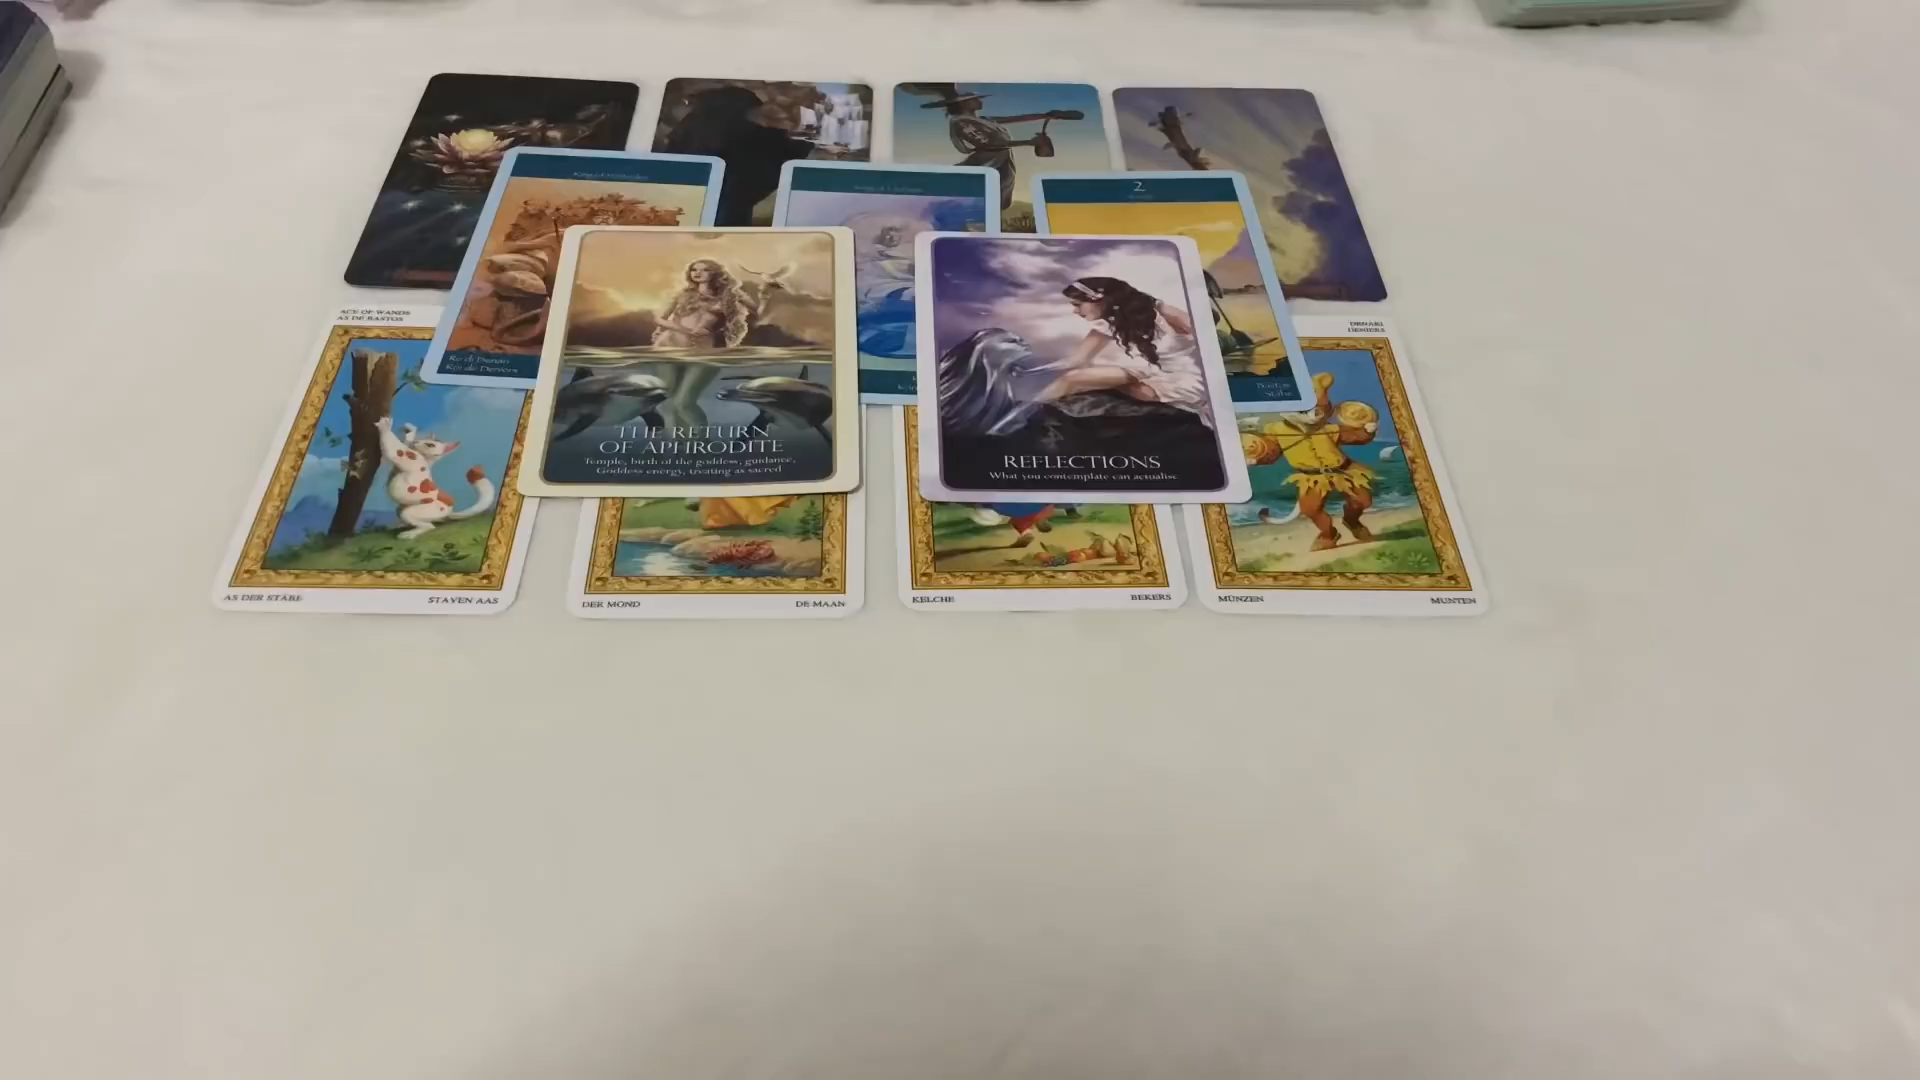 2
ACE OF WANDS
AS DE BASTOS
DENARI
DENIERS
Re di Denari
Roi de Deniers
THE RETURN
OF APHRODITE
Temple, birth of the goddess, guidance,
Goddess energy, treating as sacred
REFLECTIONS
What you contemplate can actualise.
AS DER STÄBE
STAVEN AAS
DER MOND
DE MAAN
KELCHE
BEKERS
MÜNZEN
MUNTEN